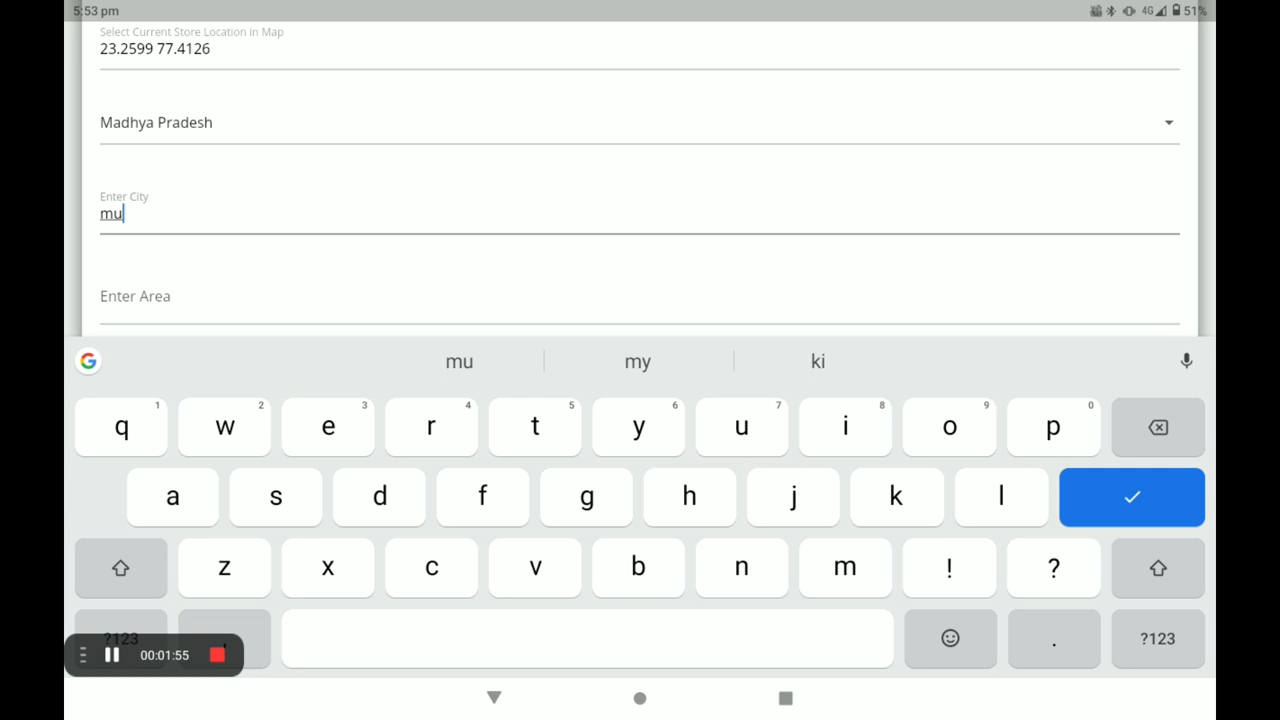 5:53 pm
4G 51%
Select Current Store Location in Map
23.2599 77.4126
Madhya Pradesh
Enter City
mu
Enter Area
G mu my ki
q 1 w 2 e 3 r 4 t 5 y 6 u 7 i 8 o 9 p 0
a s d f g h j k l
z x c v b n m ! ?
?123 , . ?123
00:01:55